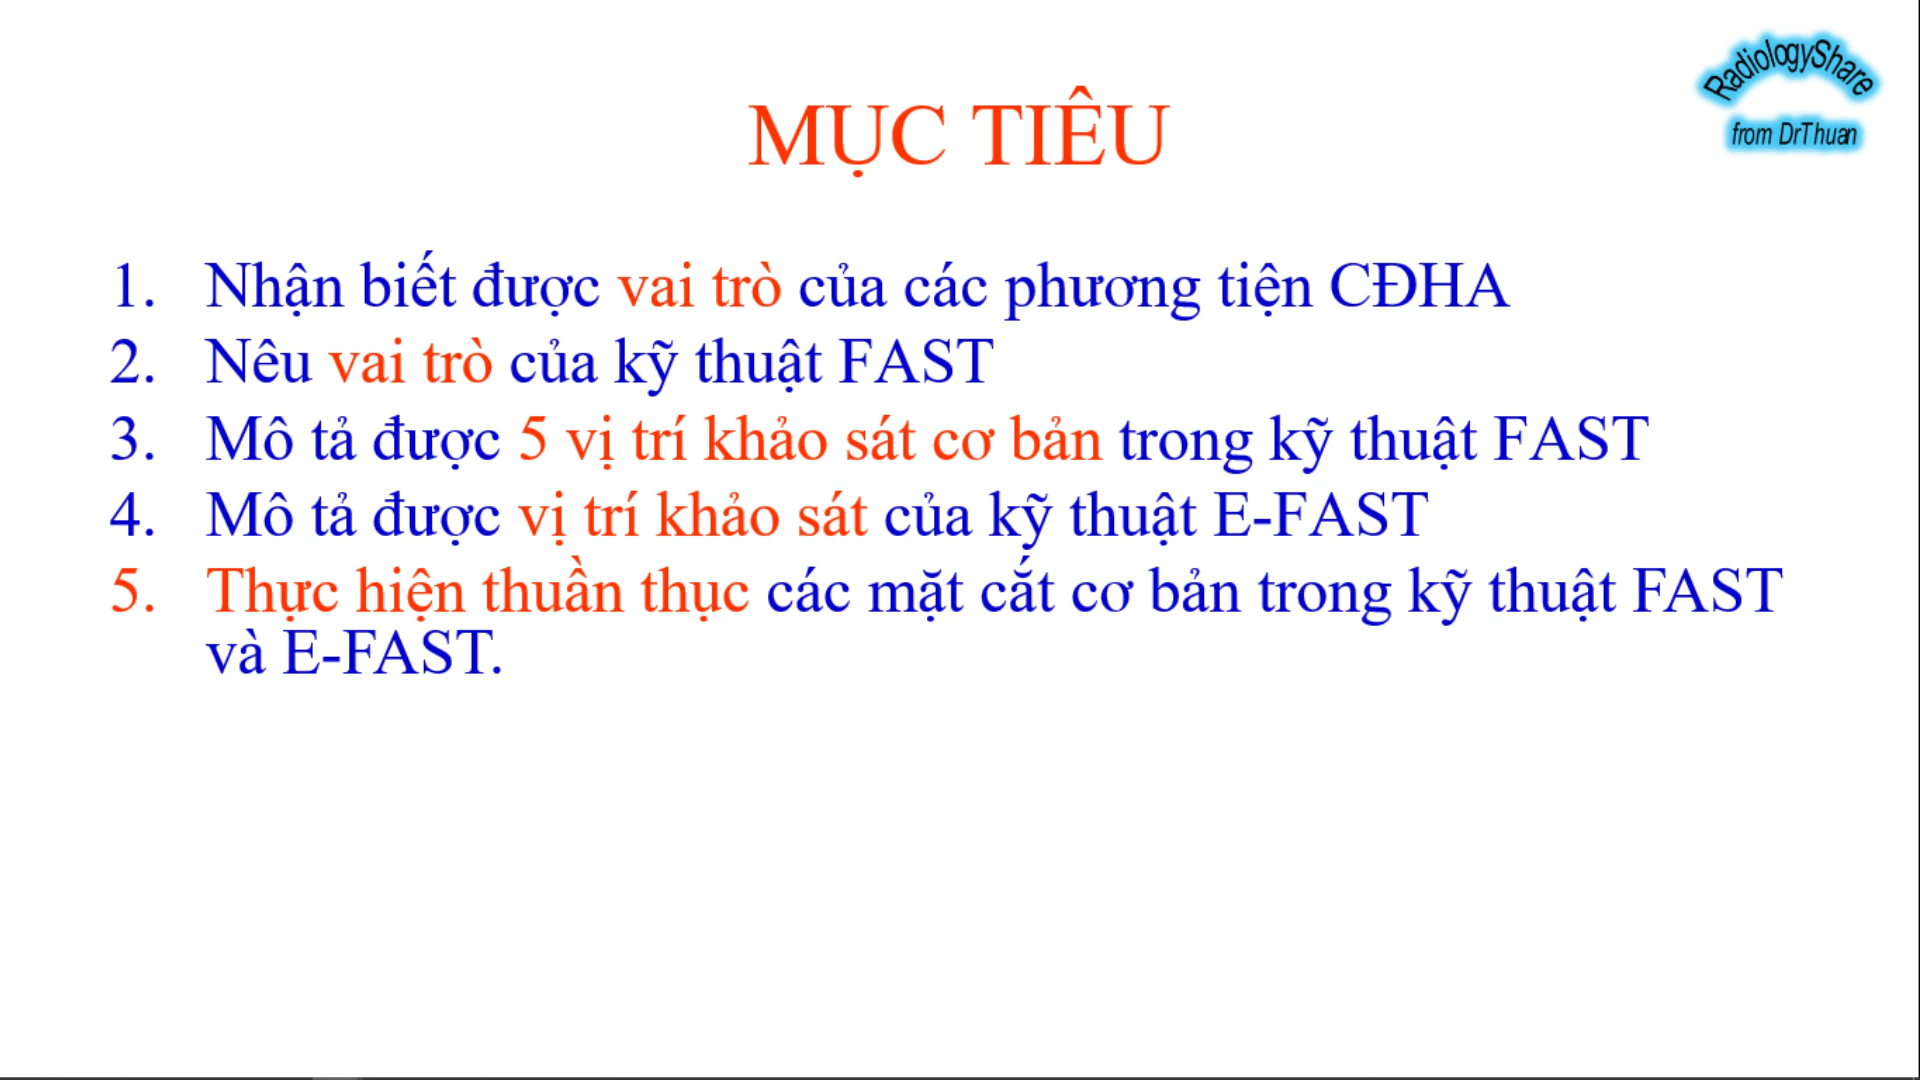 RadiologyShare
from DrThuan
MỤC TIÊU
1. Nhận biết được vai trò của các phương tiện CĐHA
2. Nêu vai trò của kỹ thuật FAST
3. Mô tả được 5 vị trí khảo sát cơ bản trong kỹ thuật FAST
4. Mô tả được vị trí khảo sát của kỹ thuật E-FAST
5. Thực hiện thuần thục các mặt cắt cơ bản trong kỹ thuật FAST
và E-FAST.